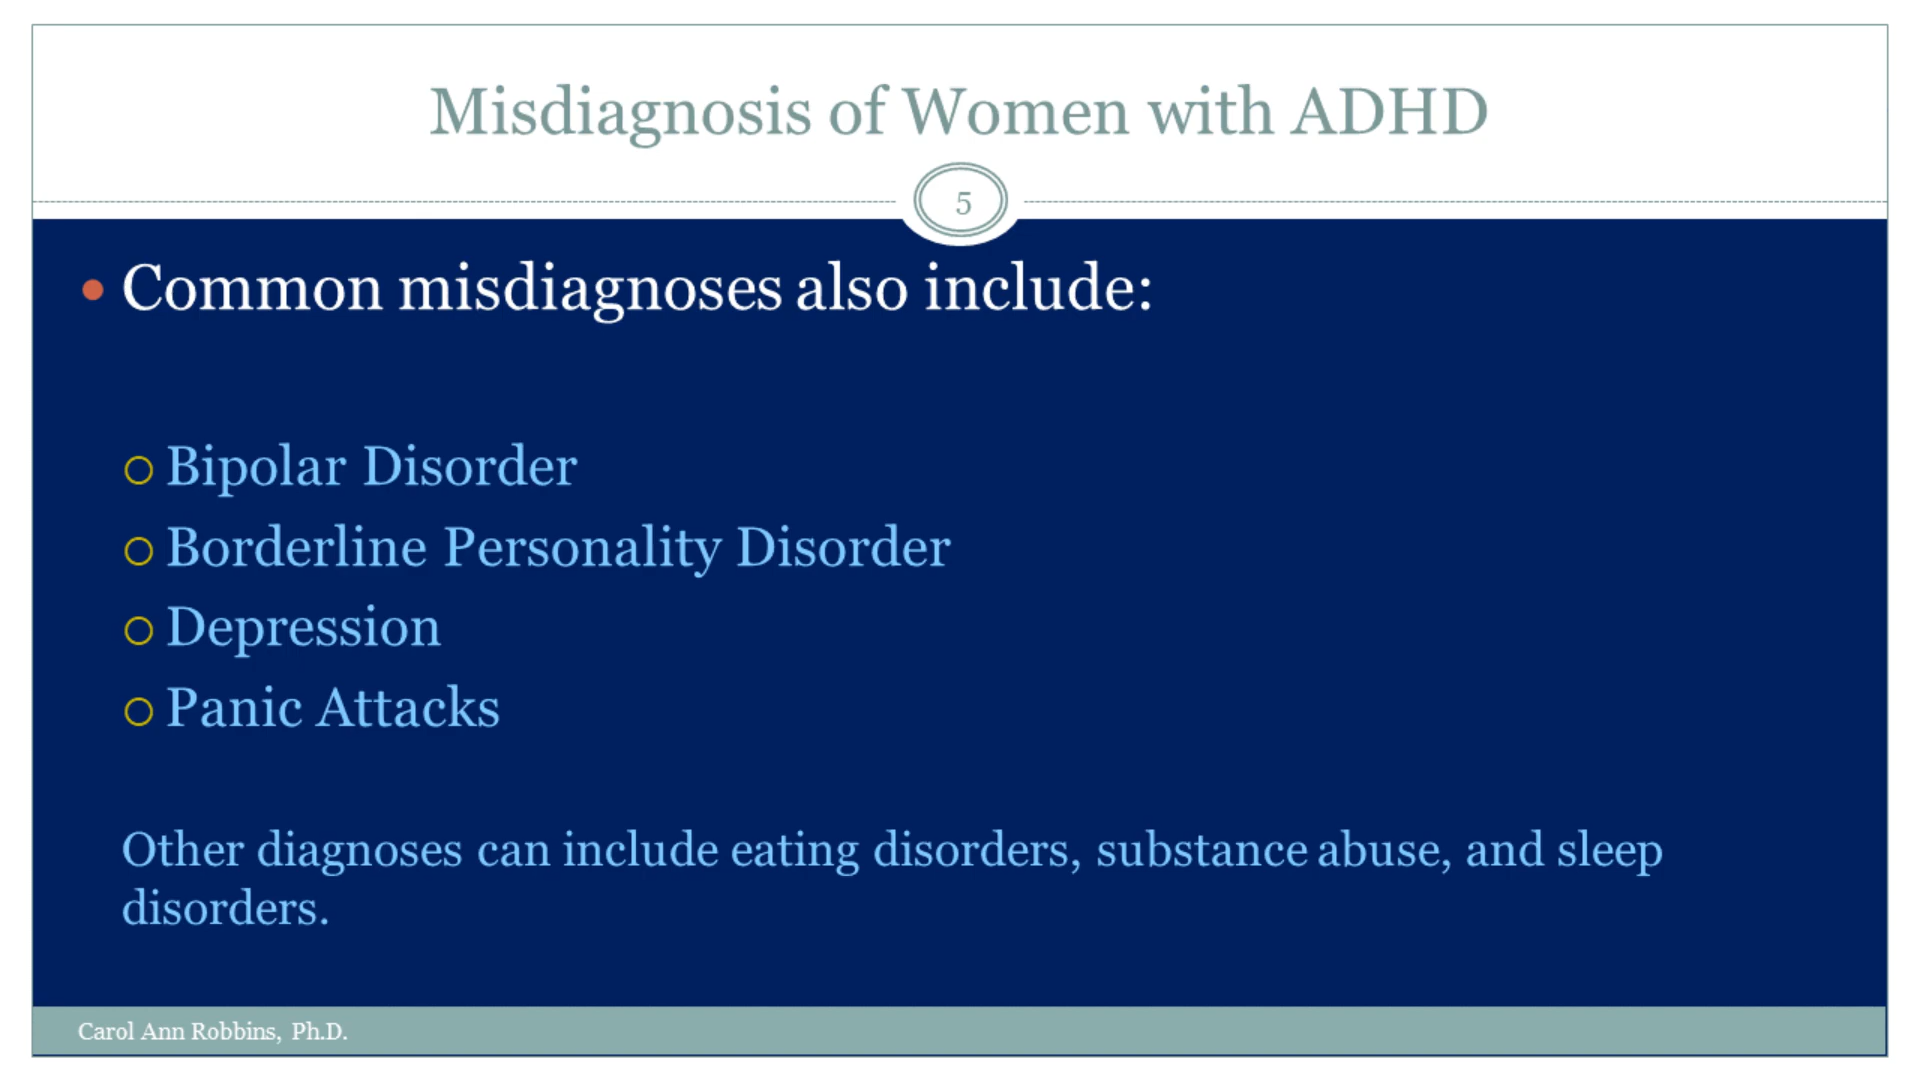 Misdiagnosis of Women with ADHD
5
• Common misdiagnoses also include:
○ Bipolar Disorder
○ Borderline Personality Disorder
○ Depression
○ Panic Attacks
Other diagnoses can include eating disorders, substance abuse, and sleep
disorders.
Carol Ann Robbins, Ph.D.